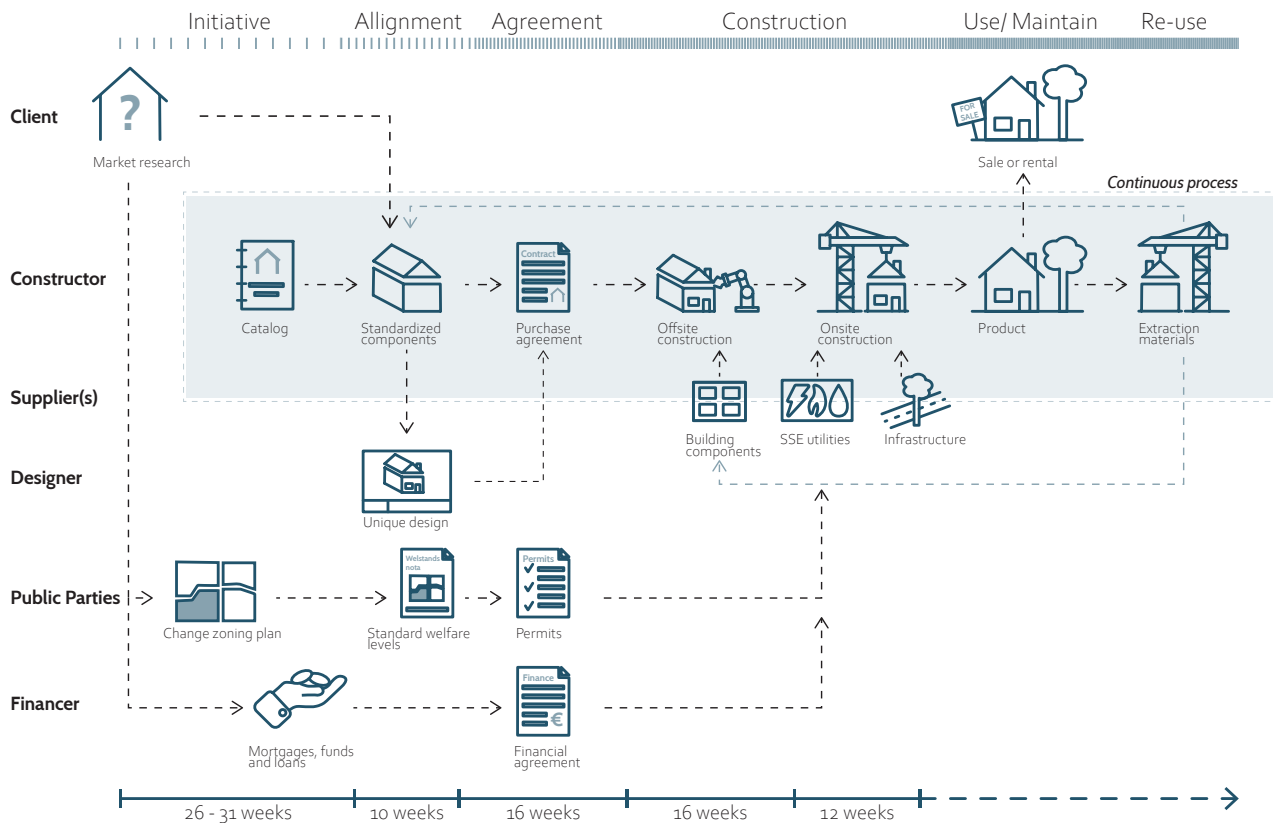 Initiative
Allignment
Agreement
Construction
Use/ Maintain
Re-use
Client
?
Market research
FOR
SALE
Sale or rental
Continuous process
Constructor
Catalog
Standardized
components
Contract
Purchase
agreement
Offsite
construction
Onsite
construction
Product
Extraction
materials
Supplier(s)
Building
components
SSE utilities
Infrastructure
Designer
Unique design
Public Parties
Change zoning plan
Welstands
nota
Standard welfare
levels
Permits
Permits
Financer
Mortgages, funds
and loans
Finance
€
Financial
agreement
26 - 31 weeks
10 weeks
16 weeks
16 weeks
12 weeks